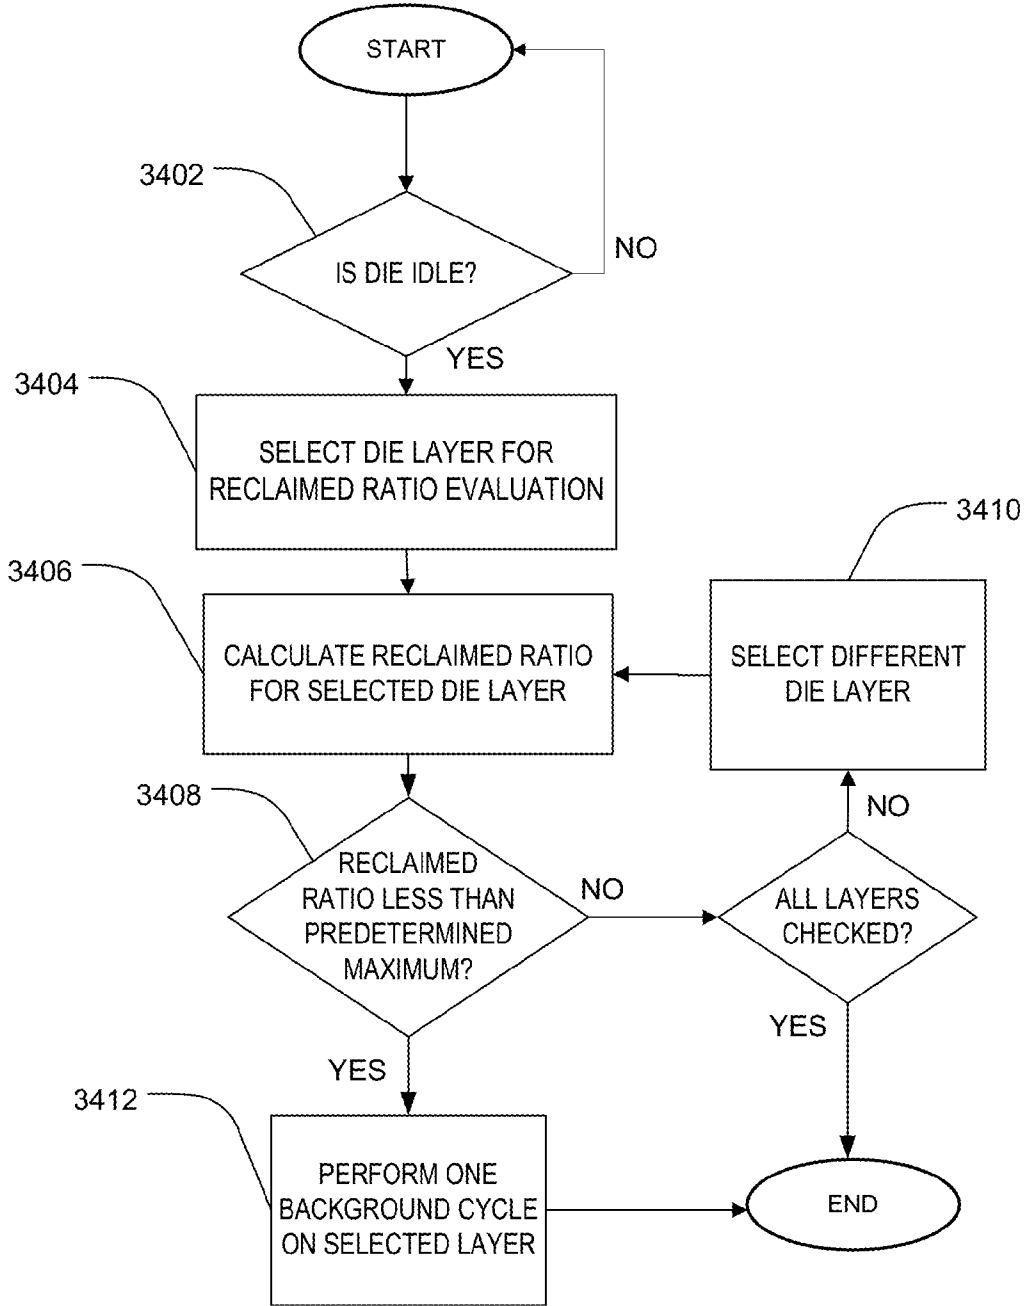 START
3402
IS DIE IDLE?
NO
YES
3404
SELECT DIE LAYER FOR
RECLAIMED RATIO EVALUATION
3410
3406
CALCULATE RECLAIMED RATIO
FOR SELECTED DIE LAYER
SELECT DIFFERENT
DIE LAYER
3408
NO
RECLAIMED
RATIO LESS THAN
PREDETERMINED
MAXIMUM?
NO
ALL LAYERS
CHECKED?
YES
YES
3412
PERFORM ONE
BACKGROUND CYCLE
ON SELECTED LAYER
END